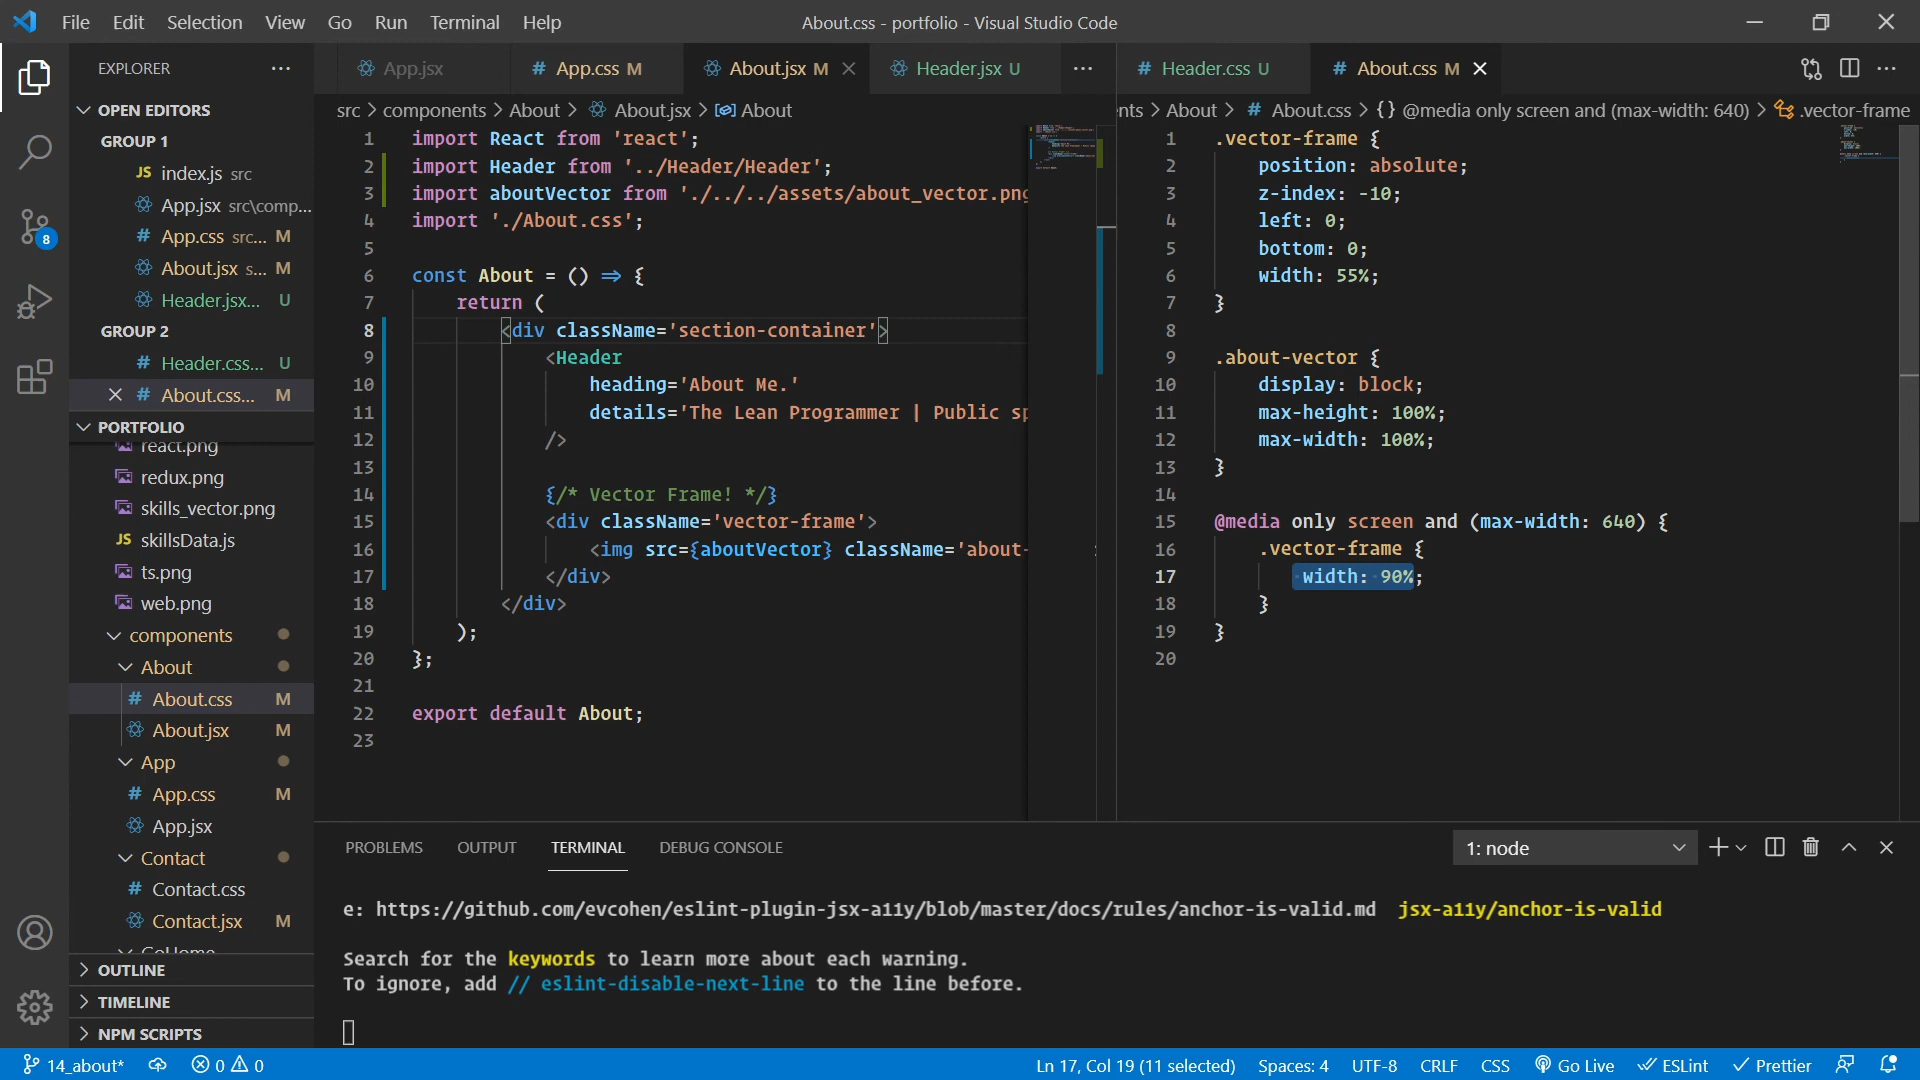 File Edit Selection View Go Run Terminal Help
About.css - portfolio - Visual Studio Code
EXPLORER
OPEN EDITORS
GROUP 1
JS index.js src
App.jsx src\comp...
# App.css src... M
About.jsx s... M
Header.jsx... U
GROUP 2
# Header.css... U
# About.css... M
PORTFOLIO
react.png
redux.png
skills_vector.png
JS skillsData.js
ts.png
web.png
components
About
# About.css M
About.jsx M
App
# App.css M
App.jsx
Contact
# Contact.css
Contact.jsx M
GoHome
OUTLINE
TIMELINE
NPM SCRIPTS
8
App.jsx # App.css M About.jsx M Header.jsx U
src > components > About > About.jsx > About
1 import React from 'react';
2 import Header from '../Header/Header';
3 import aboutVector from './../../assets/about_vector.png
4 import './About.css';
5
6 const About = () ⇒ {
7 return (
8 <div className='section-container'>
9 <Header
10 heading='About Me.'
11 details='The Lean Programmer | Public sp
12 />
13
14 {/* Vector Frame! */}
15 <div className='vector-frame'>
16 <img src={aboutVector} className='about-
17 </div>
18 </div>
19 );
20 };
21
22 export default About;
23
# Header.css U # About.css M
nts > About > # About.css > {} @media only screen and (max-width: 640) > .vector-frame
1 .vector-frame {
2 position: absolute;
3 z-index: -10;
4 left: 0;
5 bottom: 0;
6 width: 55%;
7 }
8
9 .about-vector {
10 display: block;
11 max-height: 100%;
12 max-width: 100%;
13 }
14
15 @media only screen and (max-width: 640) {
16 .vector-frame {
17 width: 90%;
18 }
19 }
20
PROBLEMS OUTPUT TERMINAL DEBUG CONSOLE
1: node
e: https://github.com/evcohen/eslint-plugin-jsx-a11y/blob/master/docs/rules/anchor-is-valid.md jsx-a11y/anchor-is-valid
Search for the keywords to learn more about each warning.
To ignore, add // eslint-disable-next-line to the line before.
14_about* 0 0
Ln 17, Col 19 (11 selected) Spaces: 4 UTF-8 CRLF CSS Go Live ESLint Prettier